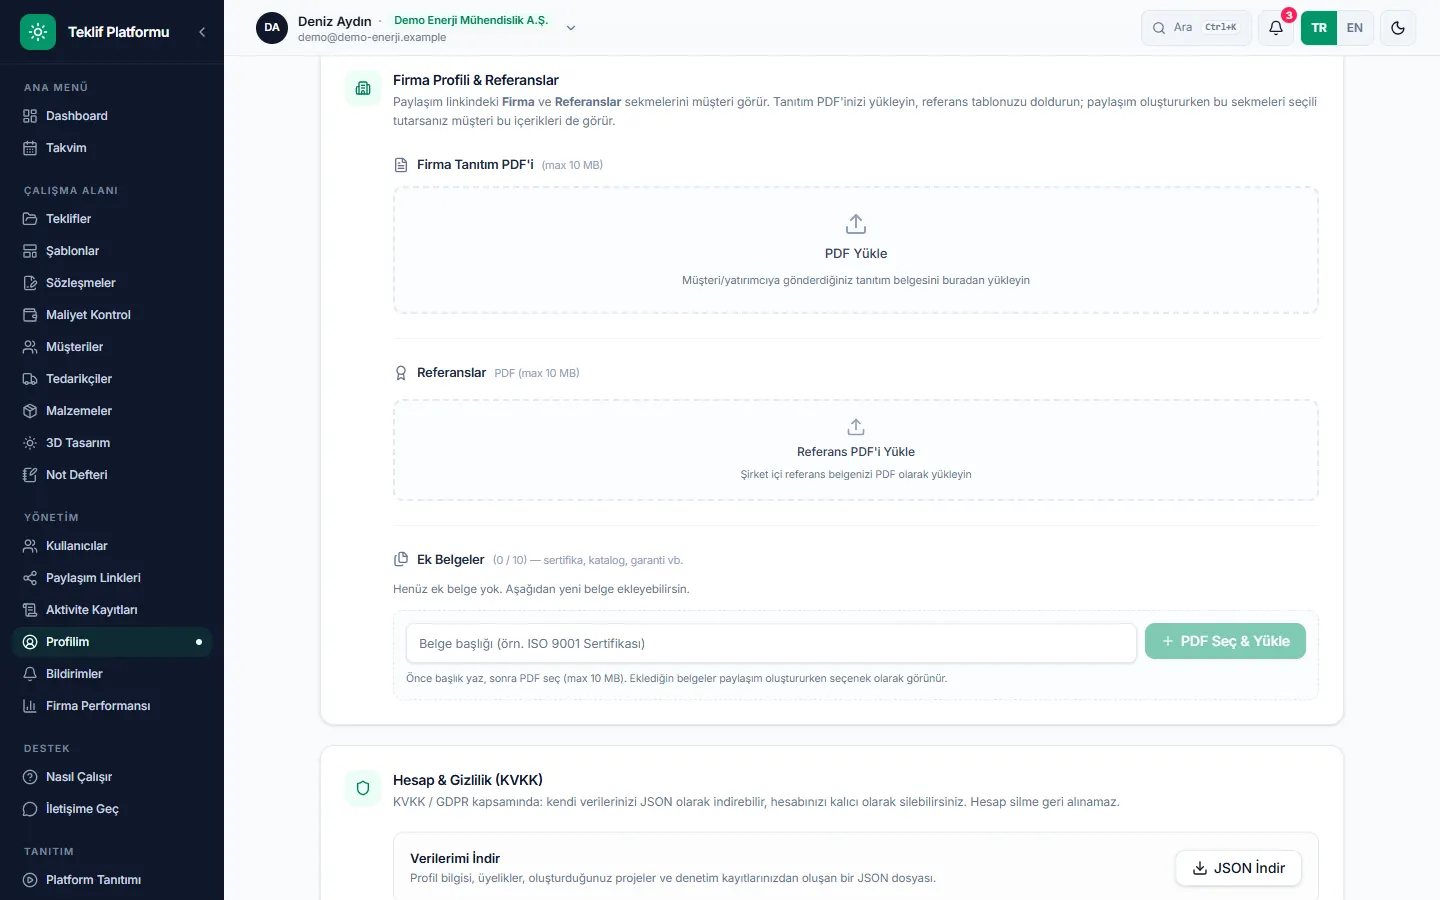 Teklif Platformu
ANA MENÜ
Dashboard
Takvim
ÇALIŞMA ALANI
Teklifler
Şablonlar
Sözleşmeler
Maliyet Kontrol
Müşteriler
Tedarikçiler
Malzemeler
3D Tasarım
Not Defteri
YÖNETİM
Kullanıcılar
Paylaşım Linkleri
Aktivite Kayıtları
Profilim
Bildirimler
Firma Performansı
DESTEK
Nasıl Çalışır
İletişime Geç
TANITIM
Platform Tanıtımı
DA
Deniz Aydın · Demo Enerji Mühendislik A.Ş.
demo@demo-enerji.example
Ara Ctrl+K
3
TR EN
Firma Profili & Referanslar
Paylaşım linkindeki Firma ve Referanslar sekmelerini müşteri görür. Tanıtım PDF'inizi yükleyin, referans tablonuzu doldurun; paylaşım oluştururken bu sekmeleri seçili
tutarsanız müşteri bu içerikleri de görür.
Firma Tanıtım PDF'i (max 10 MB)
PDF Yükle
Müşteri/yatırımcıya gönderdiğiniz tanıtım belgesini buradan yükleyin
Referanslar PDF (max 10 MB)
Referans PDF'i Yükle
Şirket içi referans belgenizi PDF olarak yükleyin
Ek Belgeler (0 / 10) — sertifika, katalog, garanti vb.
Henüz ek belge yok. Aşağıdan yeni belge ekleyebilirsin.
Belge başlığı (örn. ISO 9001 Sertifikası)
+ PDF Seç & Yükle
Önce başlık yaz, sonra PDF seç (max 10 MB). Eklediğin belgeler paylaşım oluştururken seçenek olarak görünür.
Hesap & Gizlilik (KVKK)
KVKK / GDPR kapsamında: kendi verilerinizi JSON olarak indirebilir, hesabınızı kalıcı olarak silebilirsiniz. Hesap silme geri alınamaz.
Verilerimi İndir
Profil bilgisi, üyelikler, oluşturduğunuz projeler ve denetim kayıtlarınızdan oluşan bir JSON dosyası.
JSON İndir